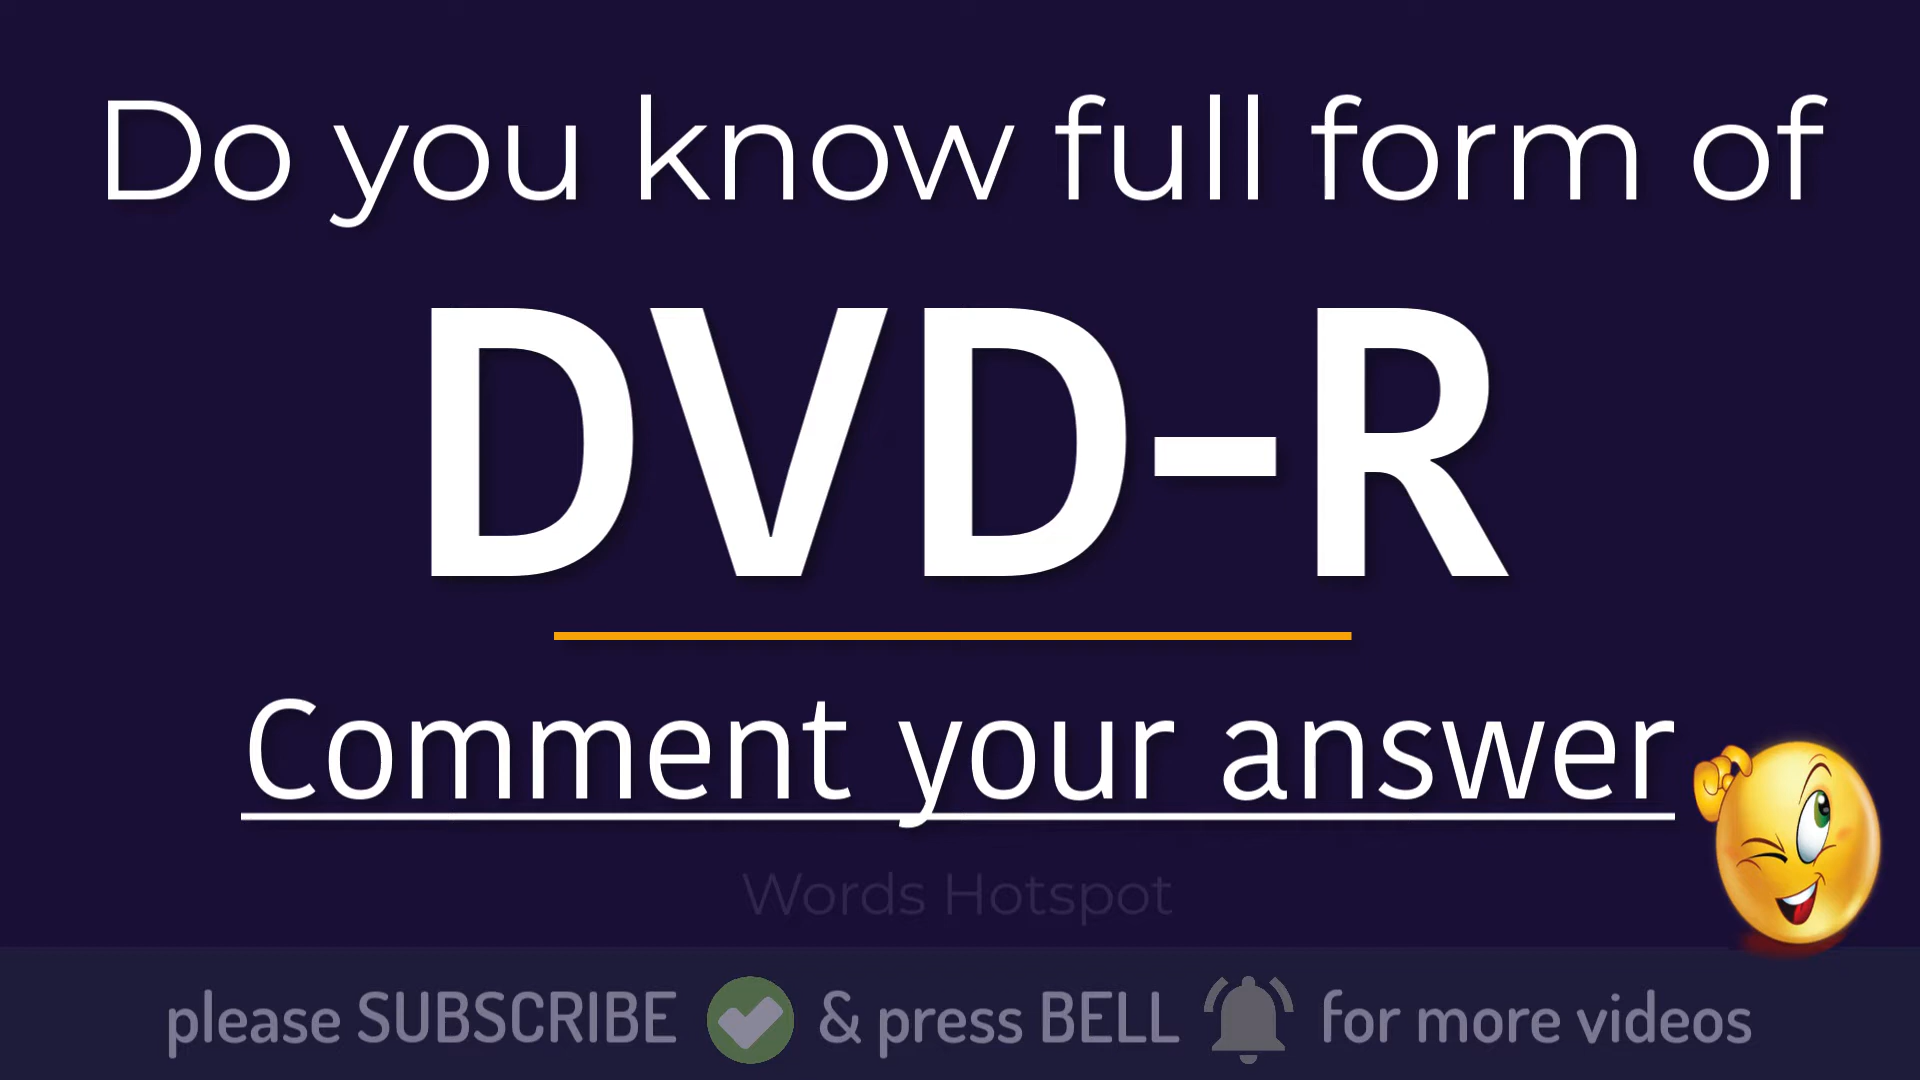 Do you know full form of
DVD-R
Comment your answer
Words Hotspot
please SUBSCRIBE & press BELL for more videos